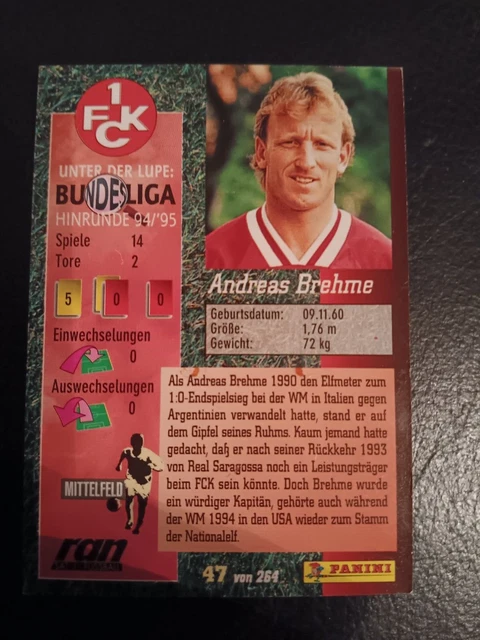 1
FCK
UNTER DER LUPE:
BUNDESLIGA
HINRUNDE 94/'95
Spiele 14
Tore 2
5 0 0
Einwechselungen
0
Auswechselungen
0
MITTELFELD
ran
Andreas Brehme
Geburtsdatum: 09.11.60
Größe: 1,76 m
Gewicht: 72 kg
Als Andreas Brehme 1990 den Elfmeter zum
1:0-Endspielsieg bei der WM in Italien gegen
Argentinien verwandelt hatte, stand er auf
dem Gipfel seines Ruhms. Kaum jemand hatte
gedacht, daß er nach seiner Rückkehr 1993
von Real Saragossa noch ein Leistungsträger
beim FCK sein könnte. Doch Brehme wurde
ein würdiger Kapitän, gehörte auch während
der WM 1994 in den USA wieder zum Stamm
der Nationalelf.
47 von 264
PANINI